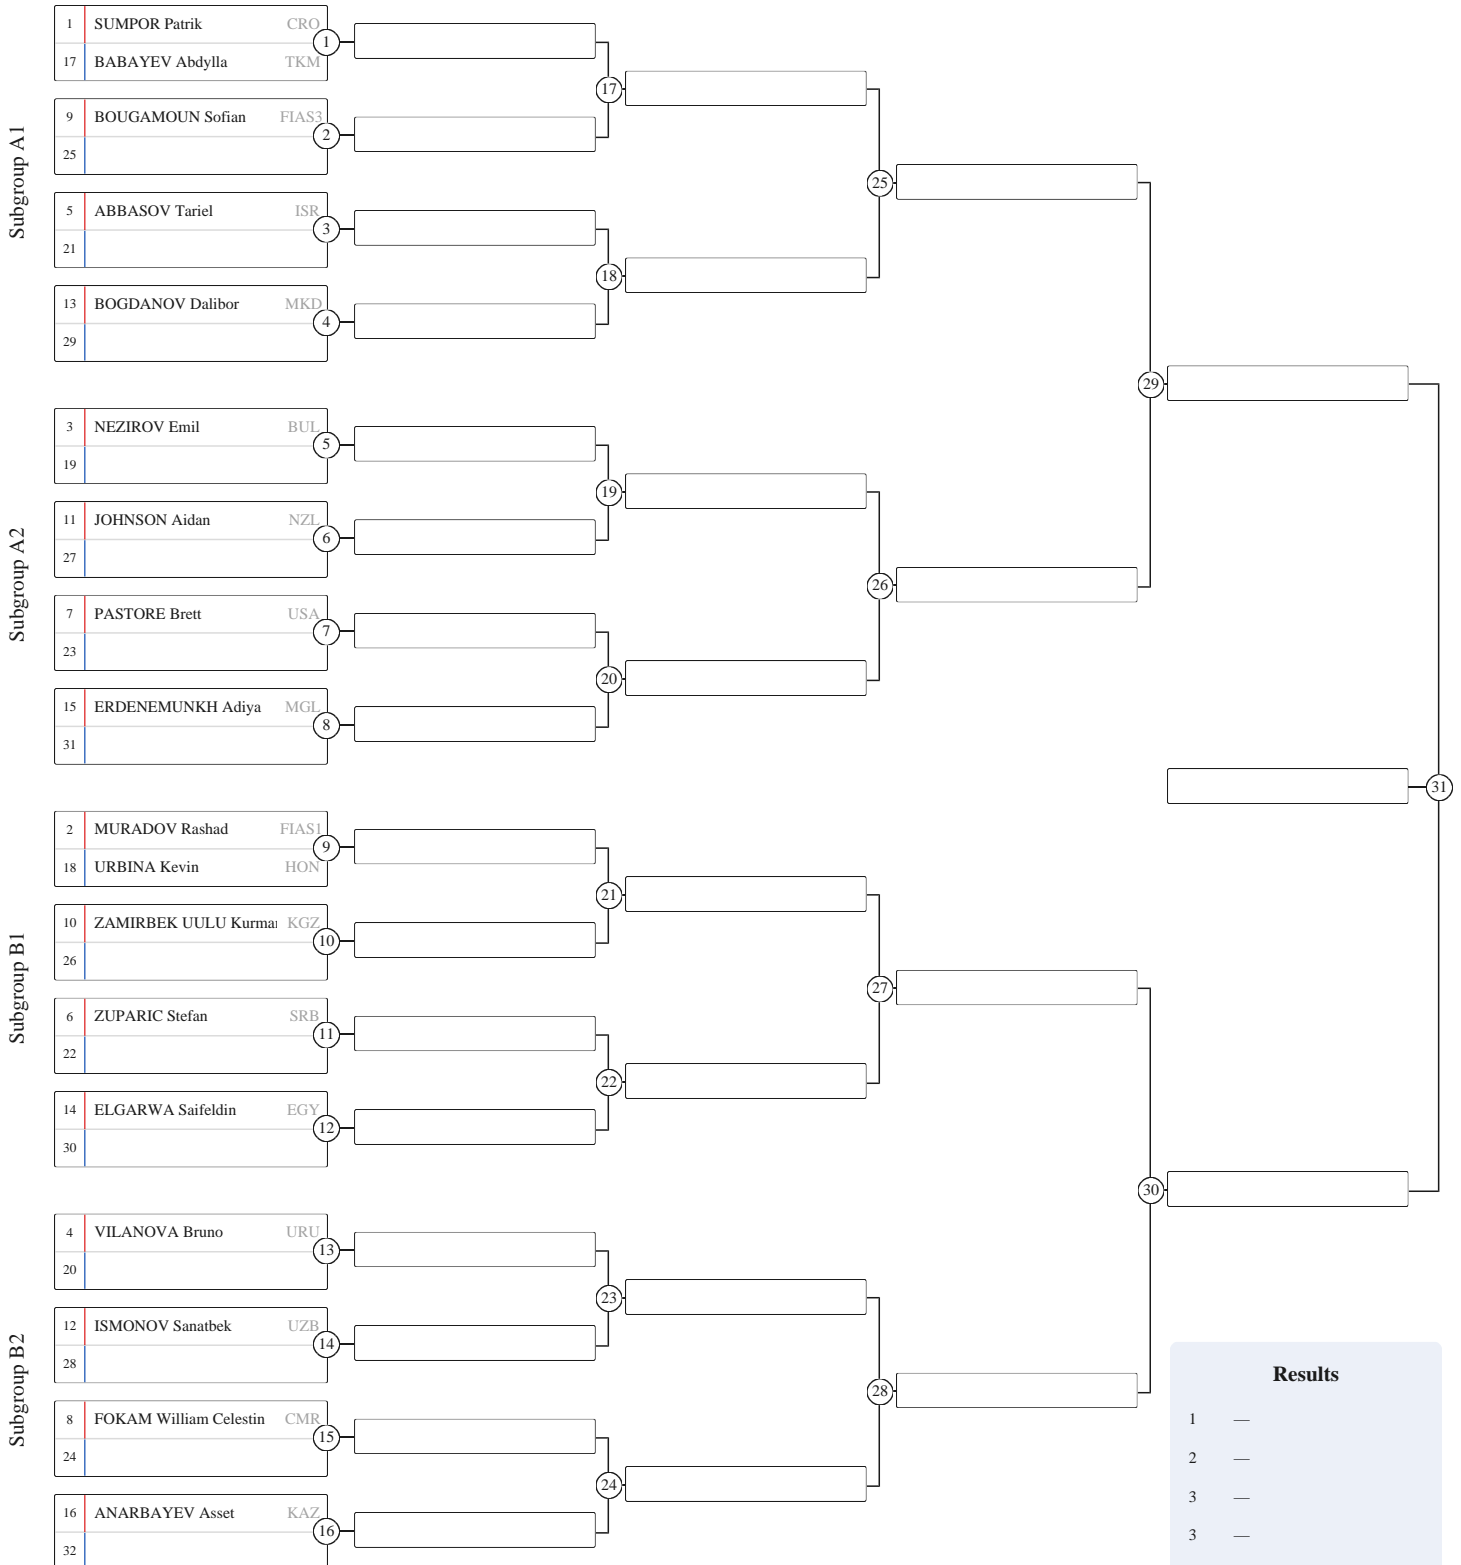 Subgroup A1
1 SUMPOR Patrik CRO
17 BABAYEV Abdylla TKM
1
9 BOUGAMOUN Sofian FIAS3
25
2
5 ABBASOV Tariel ISR
21
3
13 BOGDANOV Dalibor MKD
29
4
17
18
25
Subgroup A2
3 NEZIROV Emil BUL
19
5
11 JOHNSON Aidan NZL
27
6
7 PASTORE Brett USA
23
7
15 ERDENEMUNKH Adiya MGL
31
8
19
20
26
29
Subgroup B1
2 MURADOV Rashad FIAS1
18 URBINA Kevin HON
9
10 ZAMIRBEK UULU Kurma KGZ
26
10
6 ZUPARIC Stefan SRB
22
11
14 ELGARWA Saifeldin EGY
30
12
21
22
27
Subgroup B2
4 VILANOVA Bruno URU
20
13
12 ISMONOV Sanatbek UZB
28
14
8 FOKAM William Celestin CMR
24
15
16 ANARBAYEV Asset KAZ
32
16
23
24
28
30
31
Results
1 —
2 —
3 —
3 —